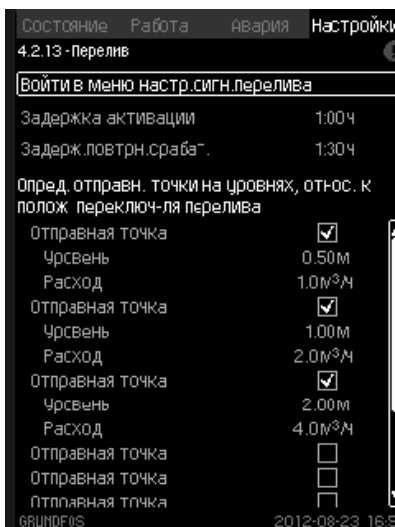 Состояние Работа Авария Настройки
4.2.13 - Перелив
Войти в меню настр.сигн.перелива
Задержка активации 1:00ч
Задерж.повтрн.срабат. 1:30ч
Опред. отправн. точки на уровнях, относ. к
полож переключ-ля перелива
Отправная точка
Уровень 0.50м
Расход 1.0м³/ч
Отправная точка
Уровень 1.00м
Расход 2.0м³/ч
Отправная точка
Уровень 2.00м
Расход 4.0м³/ч
Отправная точка
Отправная точка
Отправная точка
GRUNDFOS 2012-08-23